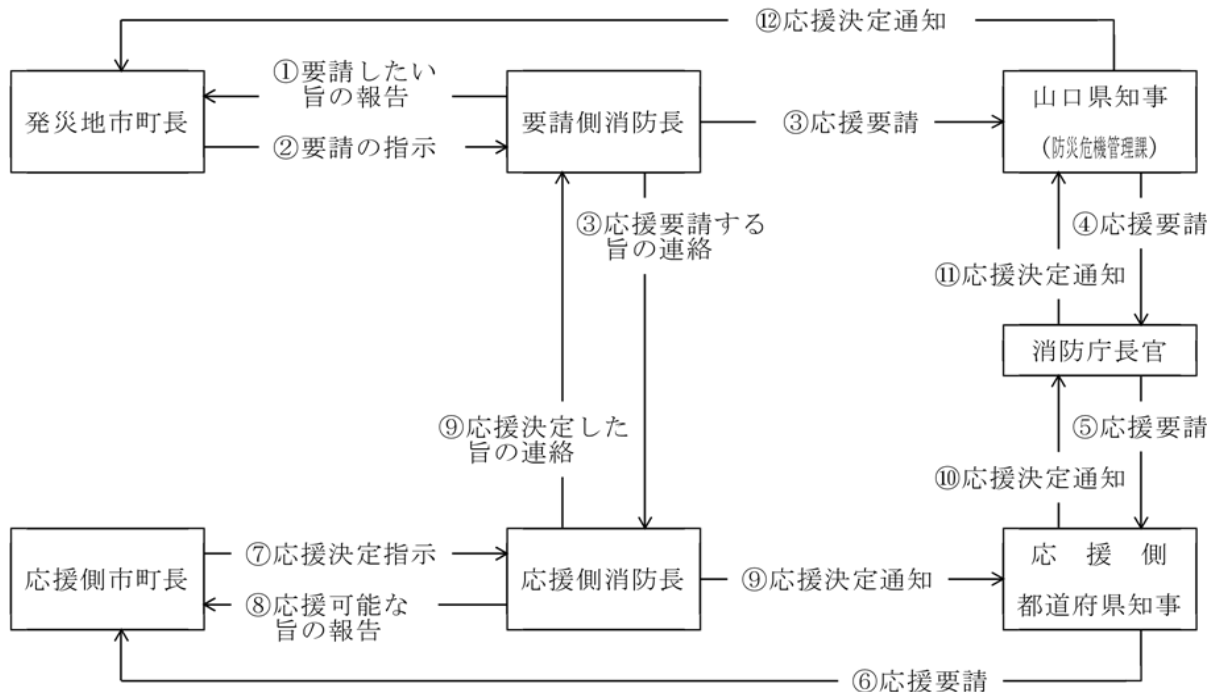 ⑫応援決定通知
①要請したい
旨の報告
発災地市町長
②要請の指示
要請側消防長
③応援要請
山口県知事
(防災危機管理課)
③応援要請する
旨の連絡
④応援要請
⑪応援決定通知
消防庁長官
⑨応援決定した
旨の連絡
⑤応援要請
⑩応援決定通知
応援側市町長
⑦応援決定指示
⑧応援可能な
旨の報告
応援側消防長
⑨応援決定通知
応援側
都道府県知事
⑥応援要請